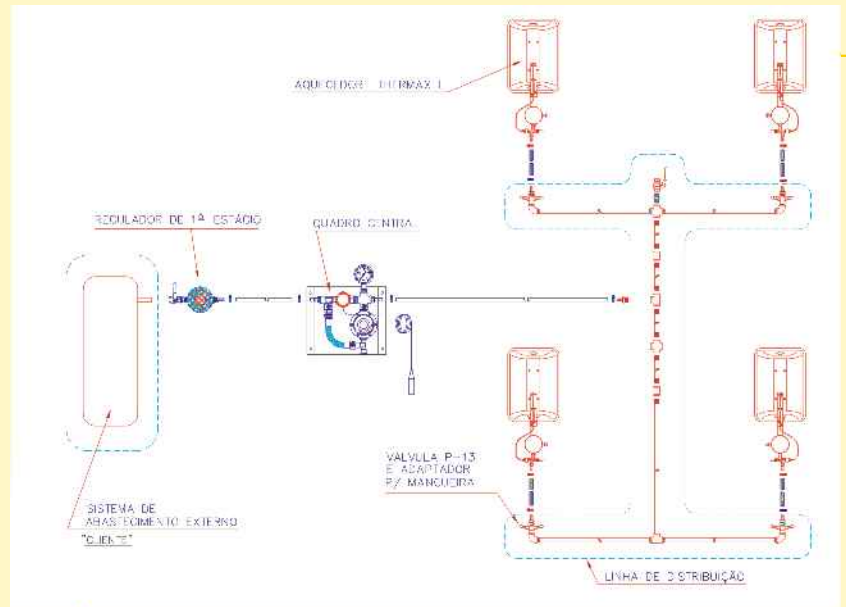 AQUECEDOR THERMAX I
REGULADOR DE 1ª ESTÁGIO
QUADRO CENTRAL
VALVULA P-13
E ADAPTADOR
P/ MANGUEIRA
SISTEMA DE
ABASTECIMENTO EXTERNO
"CLIENTE"
LINHA DE DISTRIBUIÇÃO